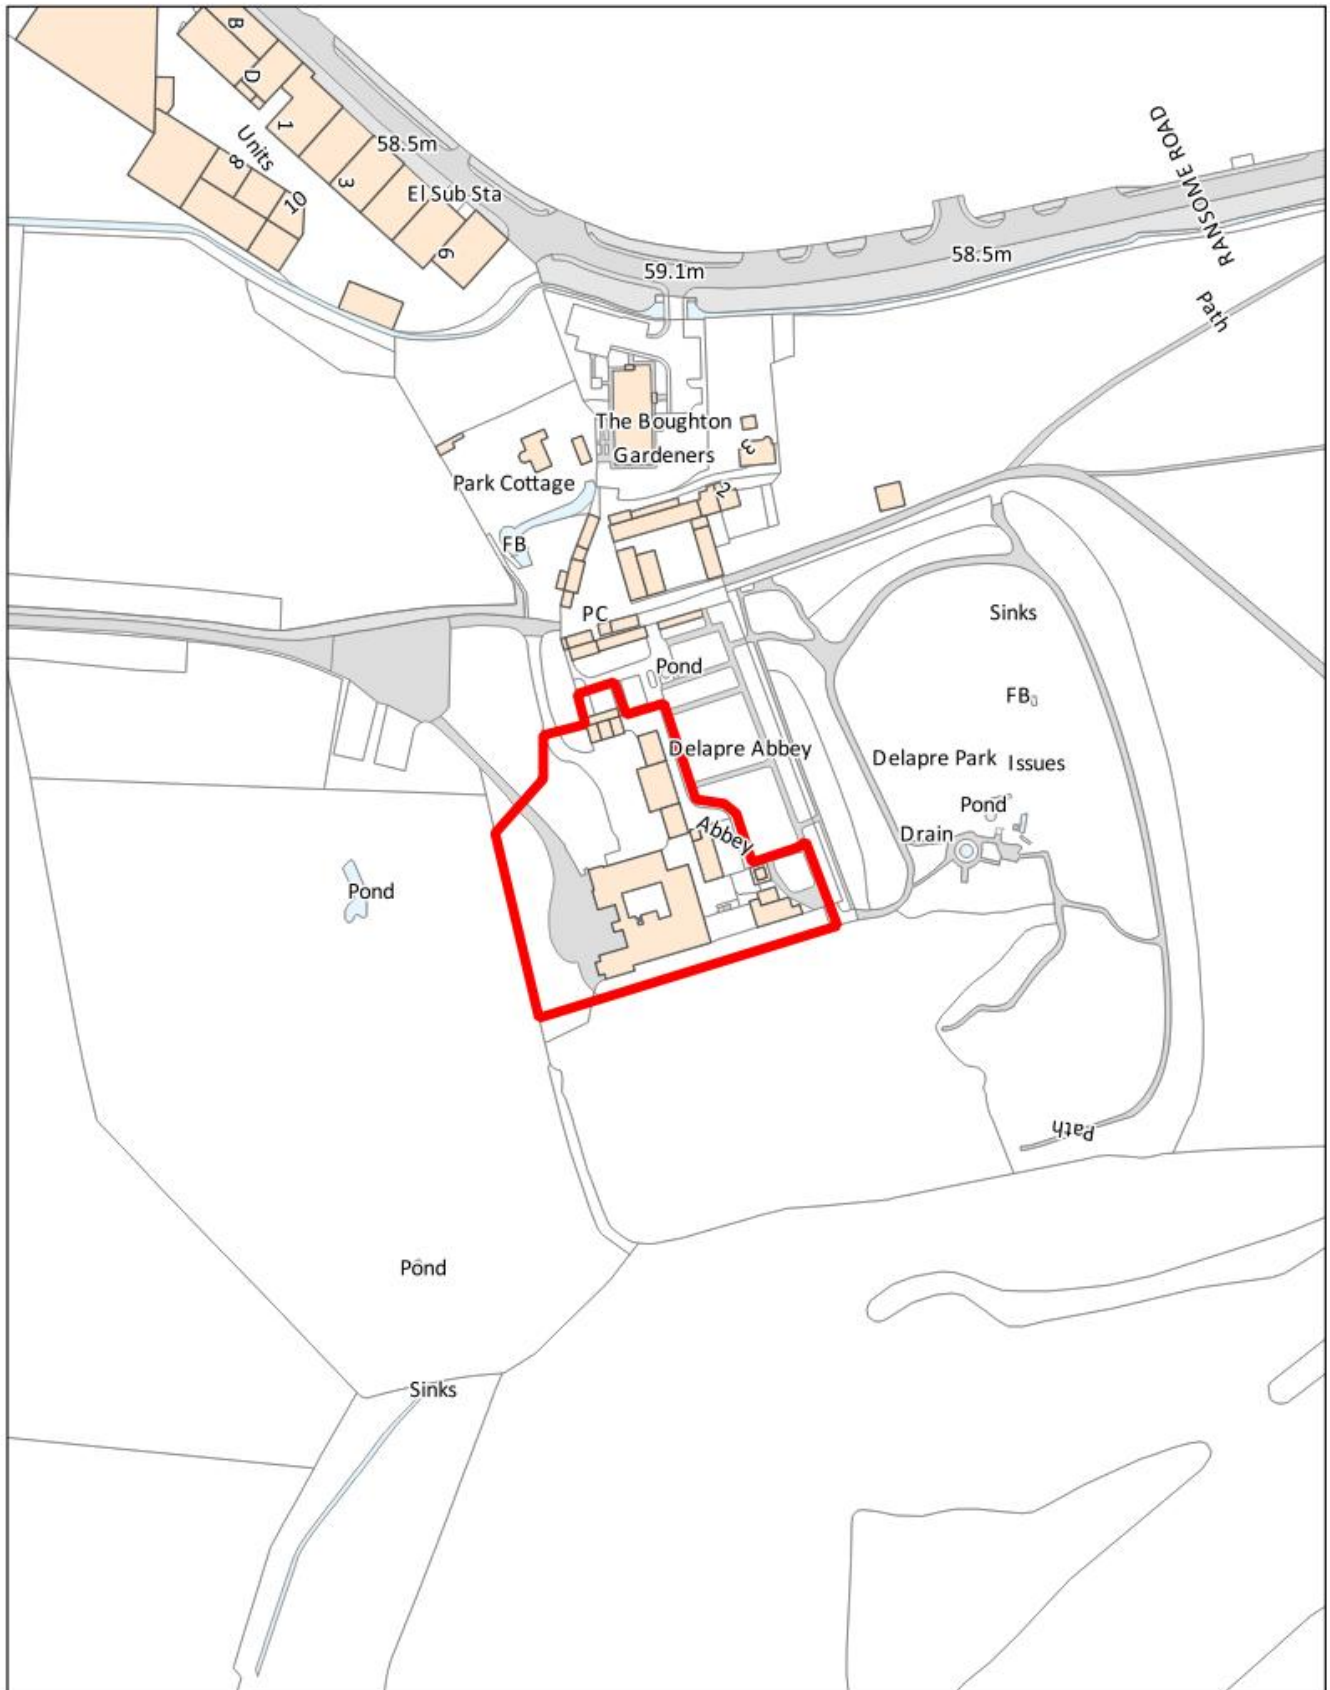 B
D
1
Units
8
10
3
58.5m
El Sub Sta
6
RANSOME ROAD
59.1m
58.5m
Path
The Boughton
Gardeners
3
Park Cottage
2
FB
PC
Sinks
Pond
FB
Delapre Abbey
Delapre Park
Issues
Pond
Abbey
Drain
Pond
Path
Pond
Sinks